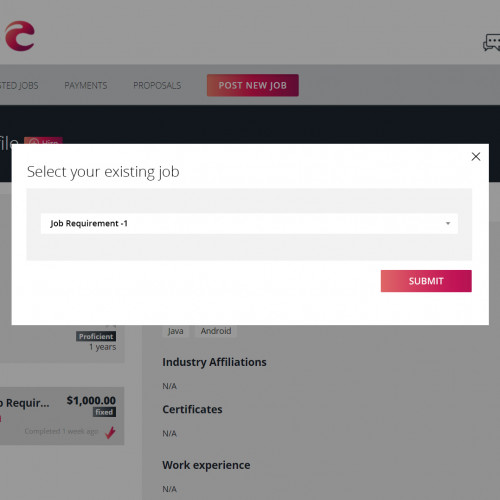 STED JOBS PAYMENTS PROPOSALS POST NEW JOB
file Hire
Select your existing job
Job Requirement -1
SUBMIT
Proficient
1 years
Java Android
Industry Affiliations
N/A
b Requir... $1,000.00
fixed
Completed 1 week ago
Certificates
N/A
Work experience
N/A